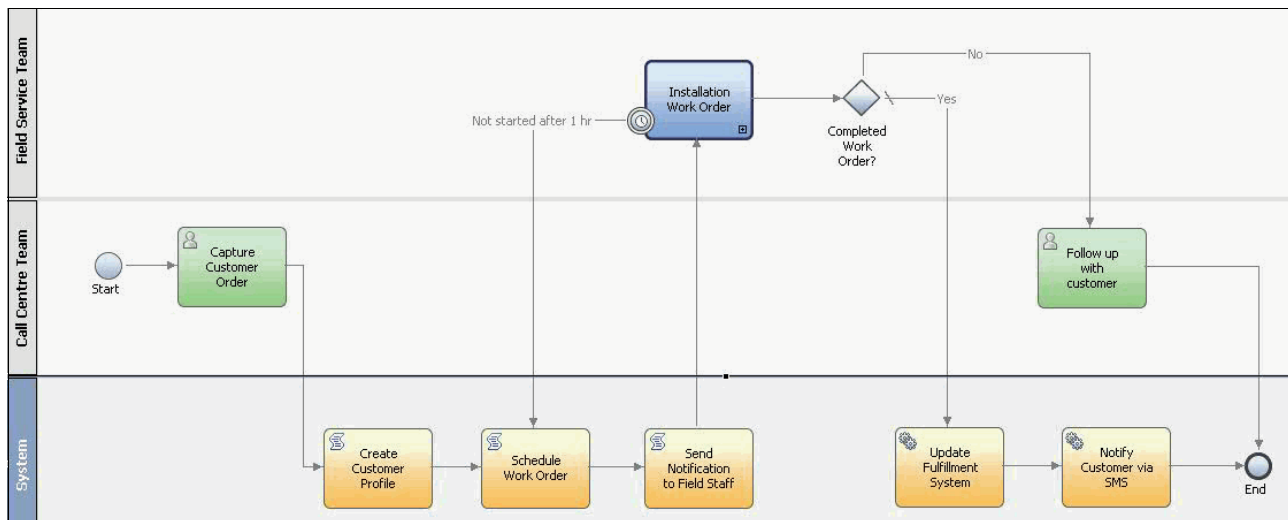 Field Service Team
Installation
Work Order
Not started after 1 hr
No
Yes
Completed
Work
Order?
Call Centre Team
Start
Capture
Customer
Order
Follow up
with
customer
System
Create
Customer
Profile
Schedule
Work Order
Send
Notification
to Field Staff
Update
Fulfillment
System
Notify
Customer via
SMS
End